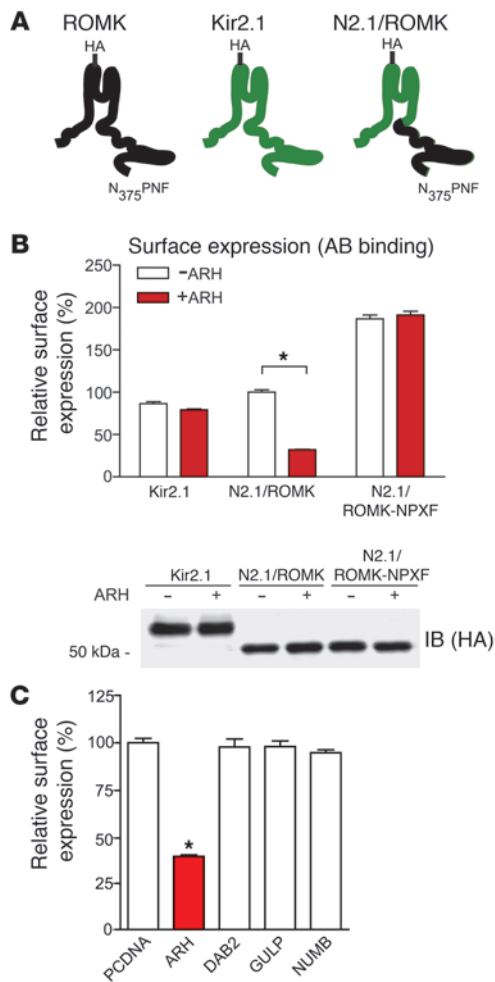 A
ROMK Kir2.1 N2.1/ROMK
HA HA HA
N375PNF N375PNF
B
Surface expression (AB binding)
Relative surface
expression (%)
250
200
150
100
50
0
-ARH
+ARH
*
Kir2.1 N2.1/ROMK N2.1/
ROMK-NPXF
N2.1/
Kir2.1 N2.1/ROMK ROMK-NPXF
ARH - + - + - +
50 kDa -
IB (HA)
C
Relative surface
expression (%)
125
100
75
50
25
0
*
PCDNA ARH DAB2 GULP NUMB